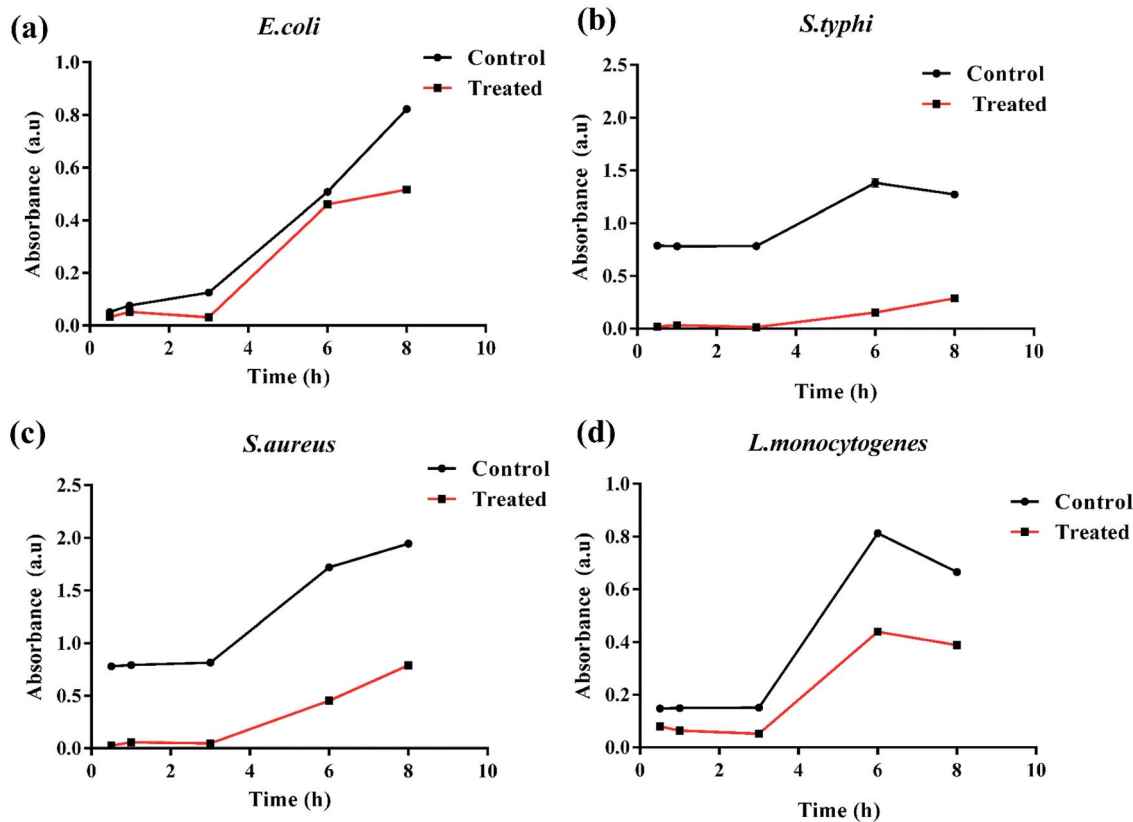 (a)
E.coli
Control
Treated
1.0
0.8
0.6
0.4
0.2
0.0
Absorbance (a.u)
0 2 4 6 8 10
Time (h)
(b)
S.typhi
Control
Treated
2.5
2.0
1.5
1.0
0.5
0.0
Absorbance (a.u)
0 2 4 6 8 10
Time (h)
(c)
S.aureus
Control
Treated
2.5
2.0
1.5
1.0
0.5
0.0
Absorbance (a.u)
0 2 4 6 8 10
Time (h)
(d)
L.monocytogenes
Control
Treated
1.0
0.8
0.6
0.4
0.2
0.0
Absorbance (a.u)
0 2 4 6 8 10
Time (h)